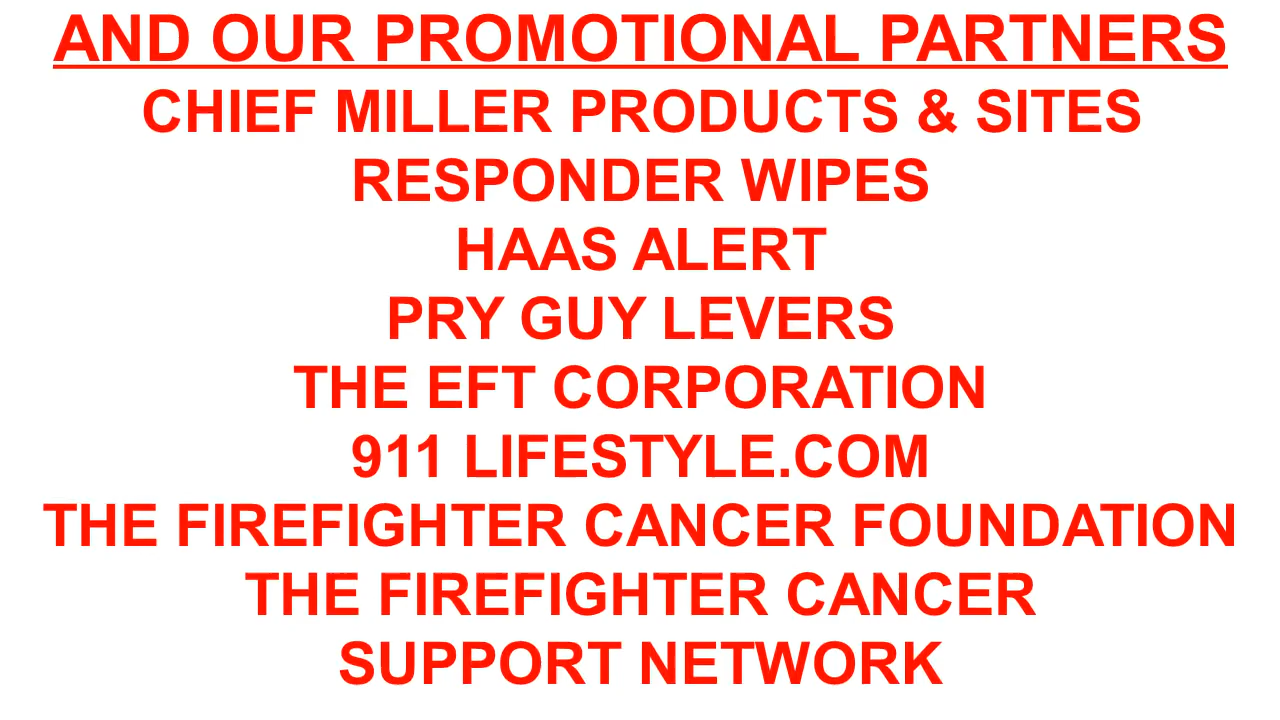 AND OUR PROMOTIONAL PARTNERS
CHIEF MILLER PRODUCTS & SITES
RESPONDER WIPES
HAAS ALERT
PRY GUY LEVERS
THE EFT CORPORATION
911 LIFESTYLE.COM
THE FIREFIGHTER CANCER FOUNDATION
THE FIREFIGHTER CANCER
SUPPORT NETWORK